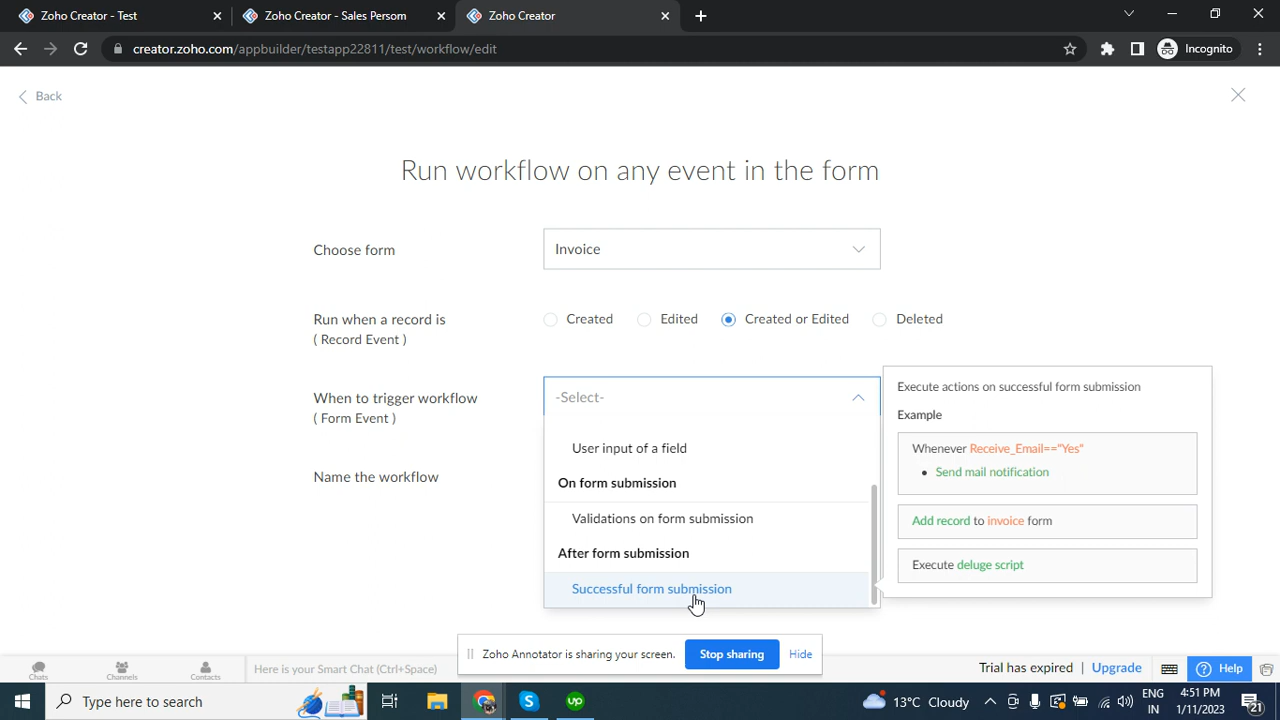 Zoho Creator - Test
Zoho Creator - Sales Persom
Zoho Creator
creator.zoho.com/appbuilder/testapp22811/test/workflow/edit
Incognito
Back
Run workflow on any event in the form
Choose form
Invoice
Run when a record is
( Record Event )
Created
Edited
Created or Edited
Deleted
When to trigger workflow
( Form Event )
-Select-
User input of a field
On form submission
Validations on form submission
After form submission
Successful form submission
Name the workflow
Execute actions on successful form submission
Example
Whenever Receive_Email=="Yes"
• Send mail notification
Add record to invoice form
Execute deluge script
Zoho Annotator is sharing your screen.
Stop sharing
Hide
Chats
Channels
Contacts
Here is your Smart Chat (Ctrl+Space)
Trial has expired
Upgrade
Help
Type here to search
S
up
13°C Cloudy
ENG
IN
4:51 PM
1/11/2023
21